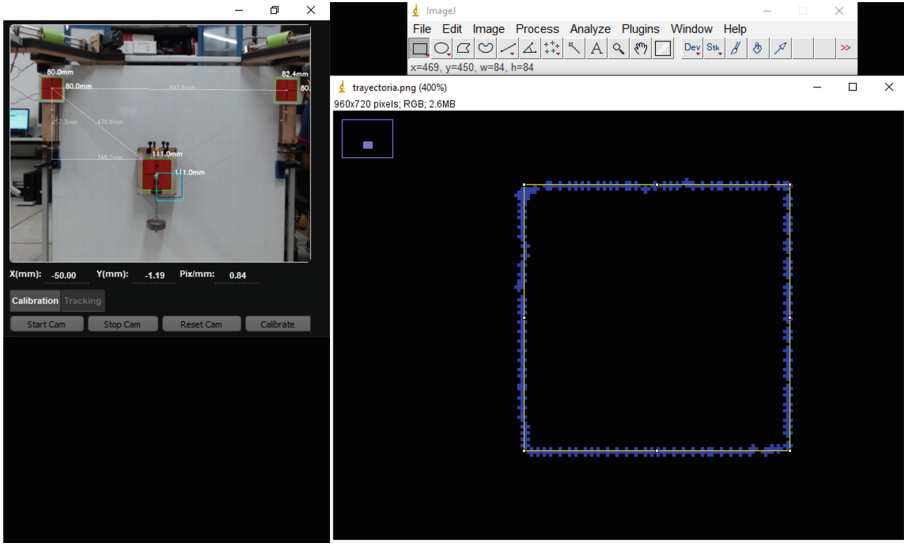 80.0mm
80.0mm
82.4mm
80.
111.0mm
111.0mm
X(mm): -50.00 Y(mm): -1.19 Pix/mm: 0.84
Calibration Tracking
Start Cam Stop Cam Reset Cam Calibrate
ImageJ
File Edit Image Process Analyze Plugins Window Help
A Dev Stk >>
x=469, y=450, w=84, h=84
trayectoria.png (400%)
960x720 pixels; RGB; 2.6MB